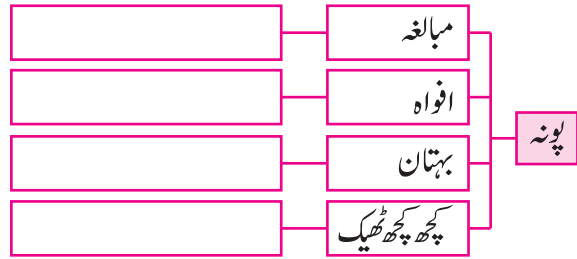 پونہ
مبالغہ
افواہ
بہتان
کچھ کچھ ٹھیک